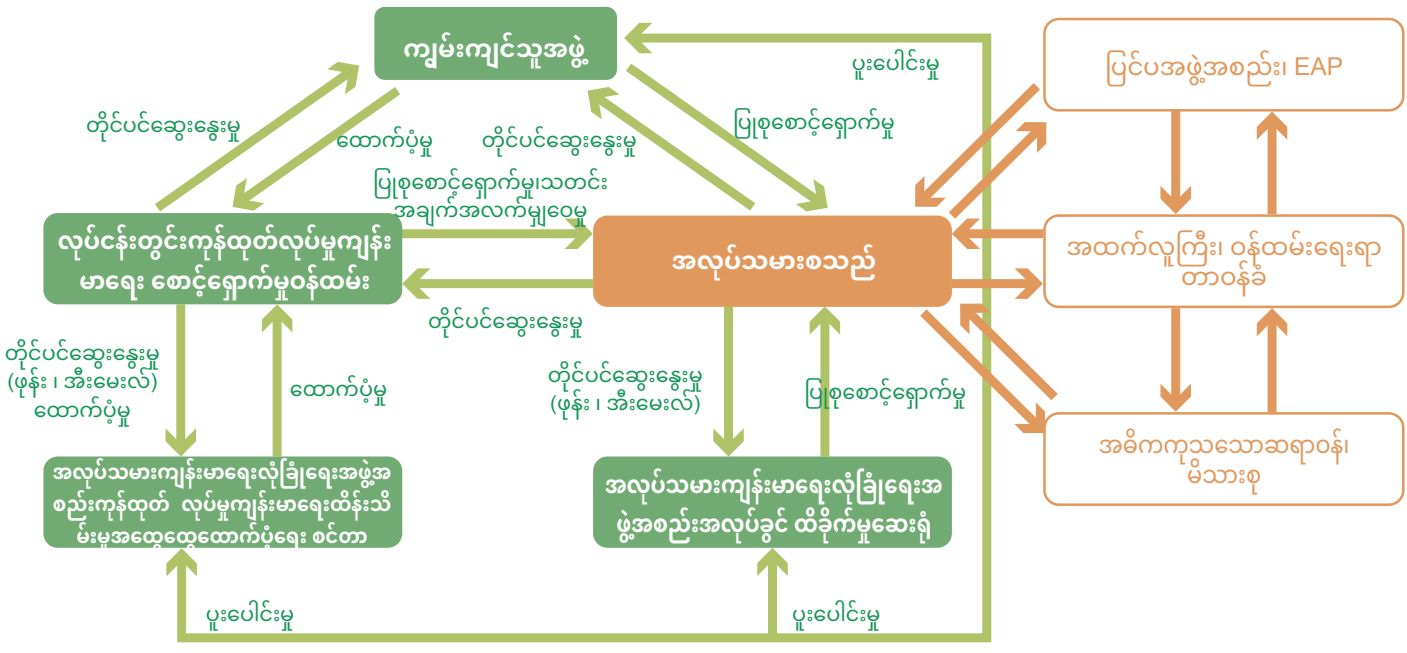 ကျွမ်းကျင်သူအဖွဲ့
ပူးပေါင်းမှု
ပြင်ပအဖွဲ့အစည်း၊ EAP
တိုင်ပင်ဆွေးနွေးမှု
ထောက်ပံ့မှု
တိုင်ပင်ဆွေးနွေးမှု
ပြုစုစောင့်ရှောက်မှု
ပြုစုစောင့်ရှောက်မှု၊သတင်း
အချက်အလက်မျှဝေမှု
လုပ်ငန်းတွင်းကုန်ထုတ်လုပ်မှုကျန်း
မာရေး စောင့်ရှောက်မှုဝန်ထမ်း
အလုပ်သမားစသည်
အထက်လူကြီး၊ ဝန်ထမ်းရေးရာ
တာဝန်ခံ
တိုင်ပင်ဆွေးနွေးမှု
တိုင်ပင်ဆွေးနွေးမှု
(ဖုန်း ၊ အီးမေးလ်)
ထောက်ပံ့မှု
ထောက်ပံ့မှု
တိုင်ပင်ဆွေးနွေးမှု
(ဖုန်း ၊ အီးမေးလ်)
ပြုစုစောင့်ရှောက်မှု
အဓိကကုသသောဆရာဝန်၊
မိသားစု
အလုပ်သမားကျန်းမာရေးလုံခြုံရေးအဖွဲ့အ
စည်းကုန်ထုတ် လုပ်မှုကျန်းမာရေးထိန်းသိ
မ်းမှုအထွေထွေထောက်ပံ့ရေး စင်တာ
အလုပ်သမားကျန်းမာရေးလုံခြုံရေးအ
ဖွဲ့အစည်းအလုပ်ခွင် ထိခိုက်မှုဆေးရုံ
ပူးပေါင်းမှု
ပူးပေါင်းမှု